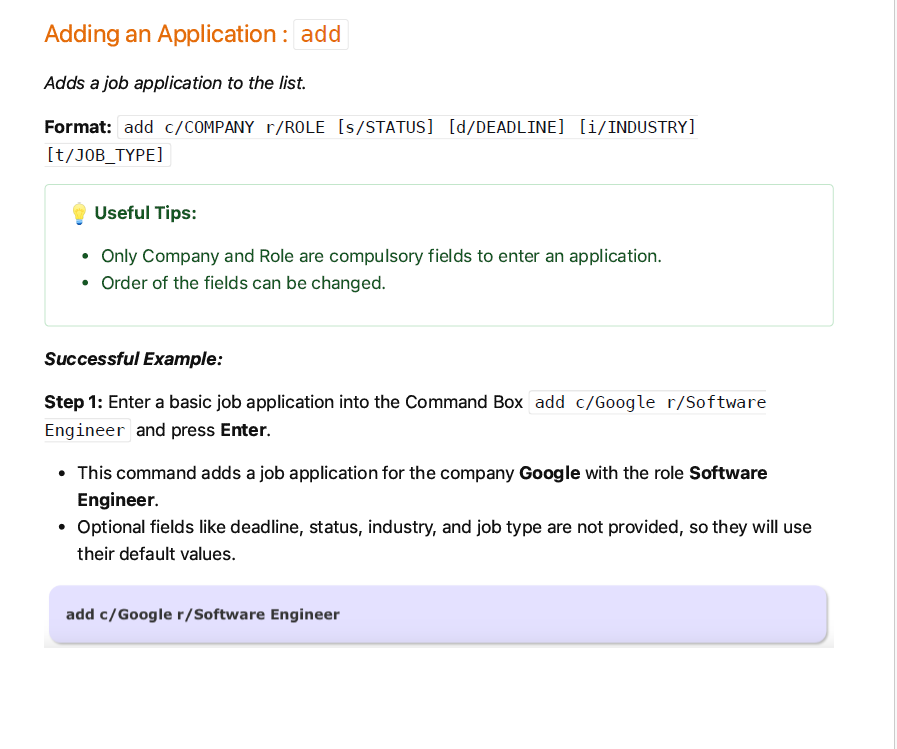 Adding an Application : add
Adds a job application to the list.
Format: add c/COMPANY r/ROLE [s/STATUS] [d/DEADLINE] [i/INDUSTRY]
[t/JOB_TYPE]
💡 Useful Tips:
• Only Company and Role are compulsory fields to enter an application.
• Order of the fields can be changed.
Successful Example:
Step 1: Enter a basic job application into the Command Box add c/Google r/Software
Engineer and press Enter.
• This command adds a job application for the company Google with the role Software
Engineer.
• Optional fields like deadline, status, industry, and job type are not provided, so they will use
their default values.
add c/Google r/Software Engineer